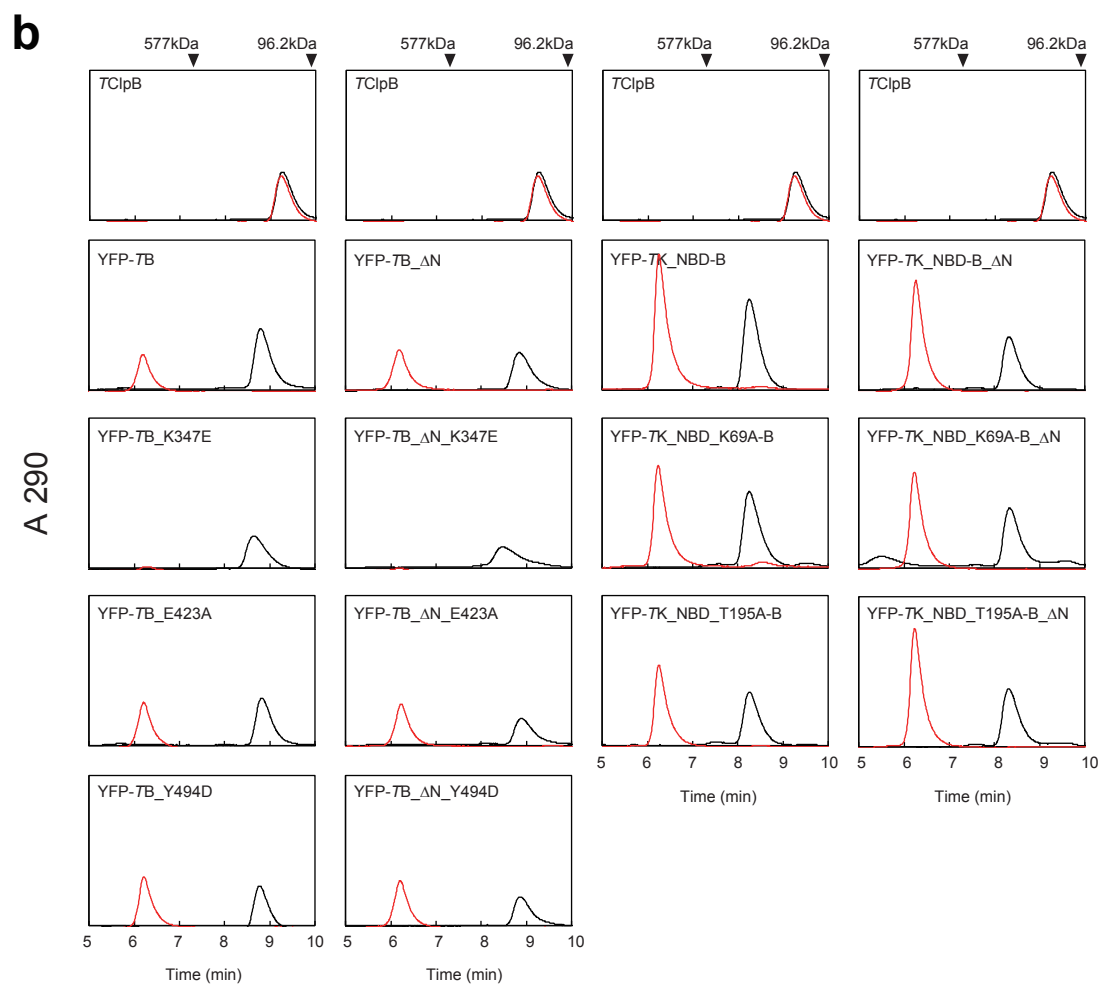 b
577kDa 96.2kDa 577kDa 96.2kDa 577kDa 96.2kDa 577kDa 96.2kDa
TClpB TClpB TClpB TClpB
YFP-TB YFP-TB_ΔN YFP-TK_NBD-B YFP-TK_NBD-B_ΔN
YFP-TB_K347E YFP-TB_ΔN_K347E YFP-TK_NBD_K69A-B YFP-TK_NBD_K69A-B_ΔN
A 290
YFP-TB_E423A YFP-TB_ΔN_E423A YFP-TK_NBD_T195A-B YFP-TK_NBD_T195A-B_ΔN
5 6 7 8 9 10 5 6 7 8 9 10
Time (min) Time (min)
YFP-TB_Y494D YFP-TB_ΔN_Y494D
5 6 7 8 9 10 5 6 7 8 9 10
Time (min) Time (min)